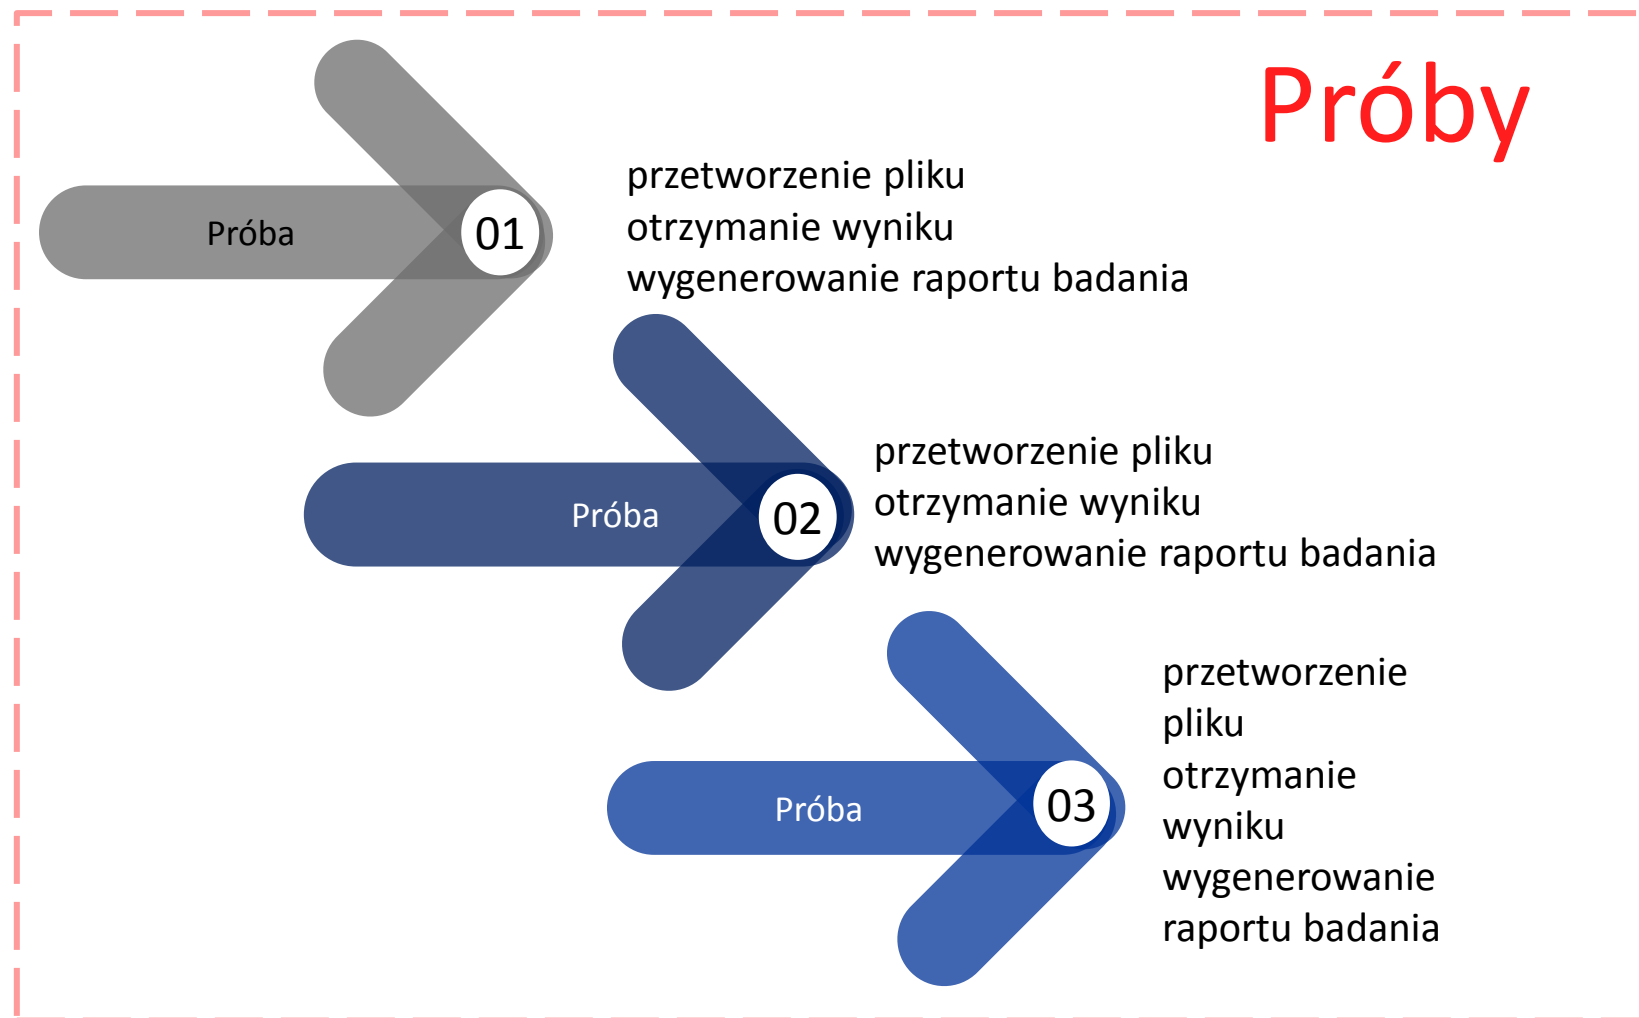 Próby
Próba
01
przetworzenie pliku
otrzymanie wyniku
wygenerowanie raportu badania
Próba
02
przetworzenie pliku
otrzymanie wyniku
wygenerowanie raportu badania
Próba
03
przetworzenie
pliku
otrzymanie
wyniku
wygenerowanie
raportu badania